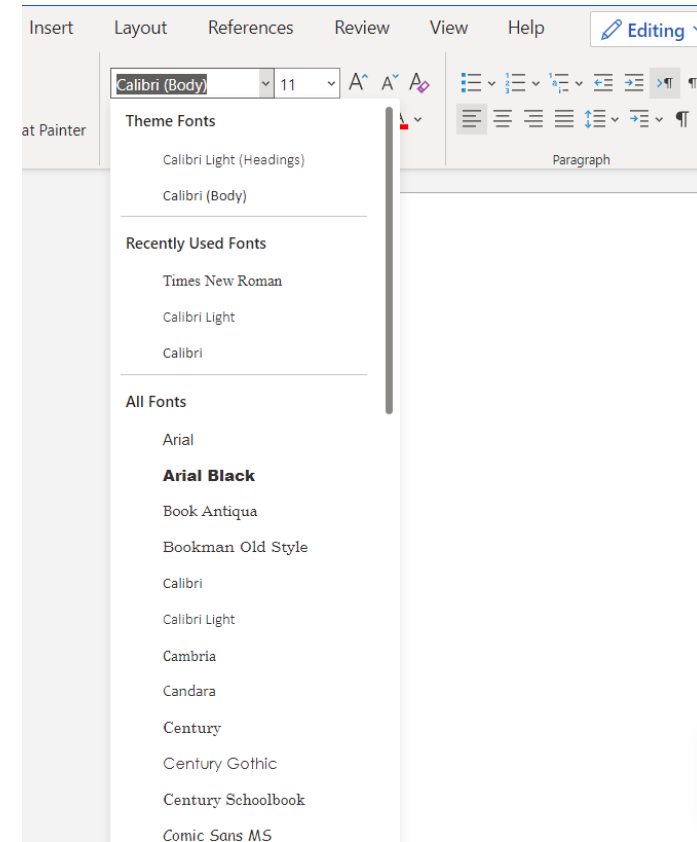 Insert Layout References Review View Help Editing
Calibri (Body) 11
at Painter
Paragraph
Theme Fonts
Calibri Light (Headings)
Calibri (Body)
Recently Used Fonts
Times New Roman
Calibri Light
Calibri
All Fonts
Arial
Arial Black
Book Antiqua
Bookman Old Style
Calibri
Calibri Light
Cambria
Candara
Century
Century Gothic
Century Schoolbook
Comic Sans MS